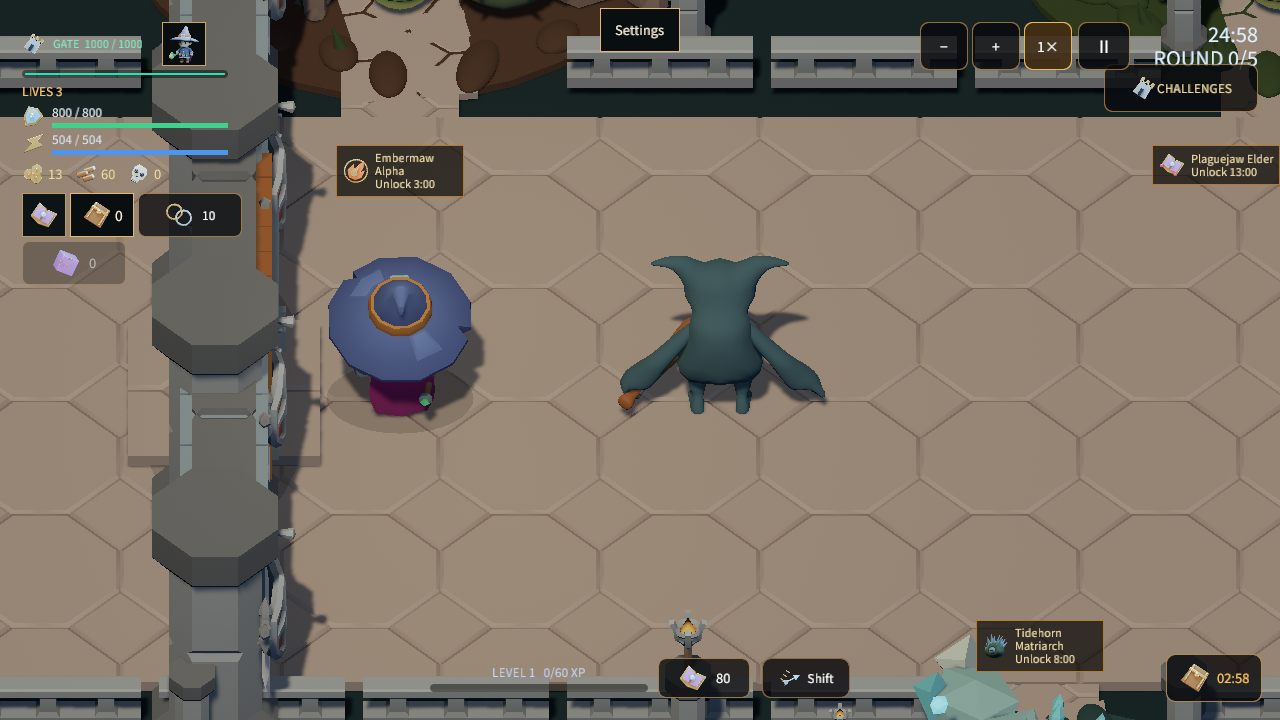 Settings
GATE 1000 / 1000
LIVES 3
800 / 800
504 / 504
13 60 0
0 10
0
- + 1× 24:58
ROUND 0/5
CHALLENGES
Embermaw
Alpha
Unlock 3:00
Plaguejaw Elder
Unlock 13:00
Tidehorn
Matriarch
Unlock 8:00
LEVEL 1 0/60 XP
80 Shift 02:58